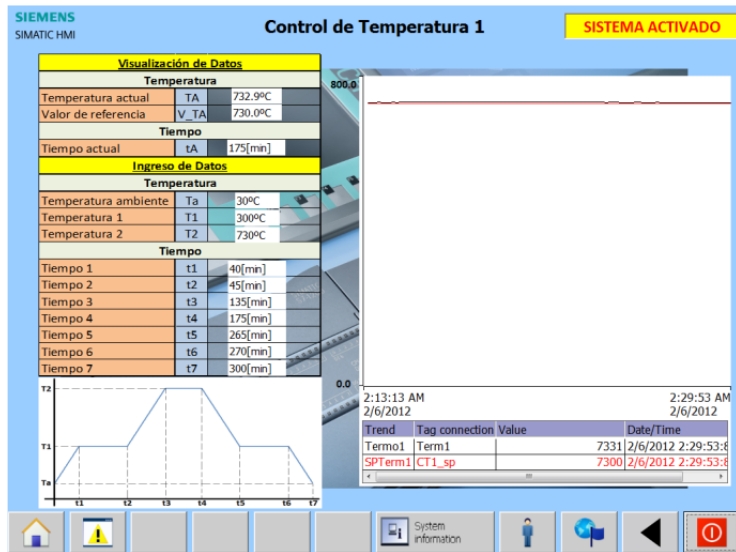 SIEMENS
SIMATIC HMI
Control de Temperatura 1
SISTEMA ACTIVADO
Visualización de Datos
Temperatura
Temperatura actual TA 732.9ºC
Valor de referencia V_TA 730.0ºC
Tiempo
Tiempo actual tA 175[min]
Ingreso de Datos
Temperatura
Temperatura ambiente Ta 30ºC
Temperatura 1 T1 300ºC
Temperatura 2 T2 730ºC
Tiempo
Tiempo 1 t1 40[min]
Tiempo 2 t2 45[min]
Tiempo 3 t3 135[min]
Tiempo 4 t4 175[min]
Tiempo 5 t5 265[min]
Tiempo 6 t6 270[min]
Tiempo 7 t7 300[min]
T2
T1
Ta
t1 t2 t3 t4 t5 t6 t7
800.0
0.0
2:13:13 AM 2:29:53 AM
2/6/2012 2/6/2012
Trend Tag connection Value Date/Time
Termo1 Term1 7331 2/6/2012 2:29:53:8
SPTerm1 CT1_sp 7300 2/6/2012 2:29:53:8
System
information